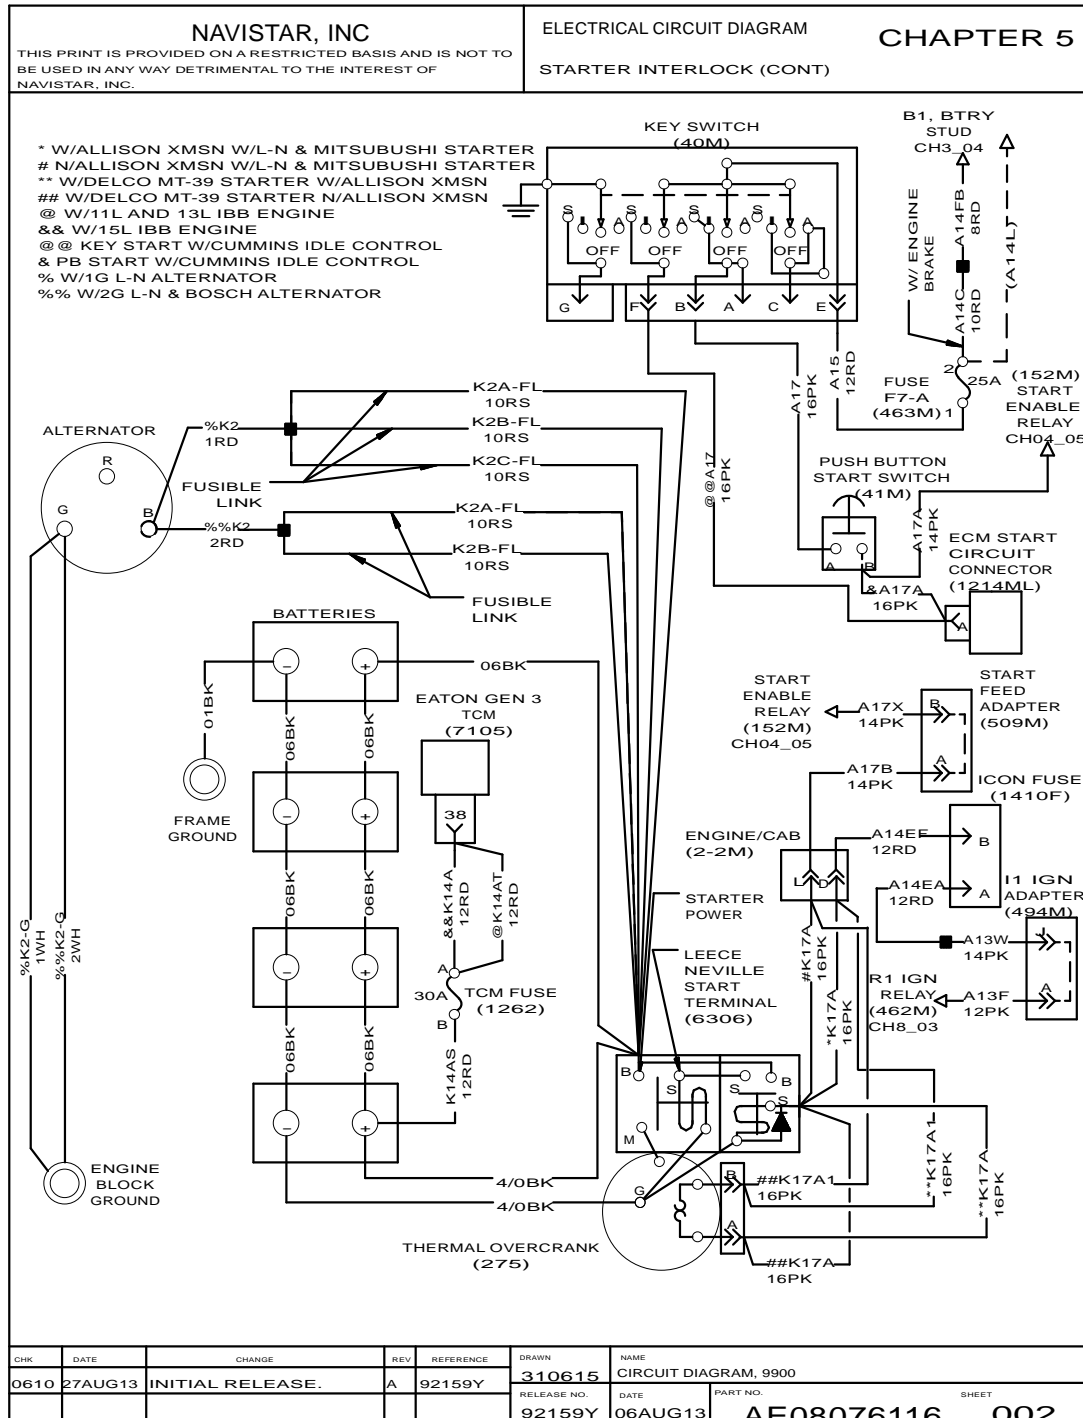 NAVISTAR, INC
THIS PRINT IS PROVIDED ON A RESTRICTED BASIS AND IS NOT TO
BE USED IN ANY WAY DETRIMENTAL TO THE INTEREST OF
NAVISTAR, INC.
ELECTRICAL CIRCUIT DIAGRAM
STARTER INTERLOCK (CONT)
CHAPTER 5
* W/ALLISON XMSN W/L-N & MITSUBUSHI STARTER
# N/ALLISON XMSN W/L-N & MITSUBUSHI STARTER
** W/DELCO MT-39 STARTER W/ALLISON XMSN
## W/DELCO MT-39 STARTER N/ALLISON XMSN
@ W/11L AND 13L IBB ENGINE
&& W/15L IBB ENGINE
@@ KEY START W/CUMMINS IDLE CONTROL
& PB START W/CUMMINS IDLE CONTROL
% W/1G L-N ALTERNATOR
%% W/2G L-N & BOSCH ALTERNATOR
KEY SWITCH
(40M)
S I A
OFF
S I A
OFF
S I A
OFF
S I A
OFF
G
F
B
A
C
E
B1, BTRY
STUD
CH3_04
A14FB
8RD
(A14L)
W/ ENGINE
BRAKE
A14C
10RD
2
25A
FUSE
F7-A
(463M) 1
(152M)
START
ENABLE
RELAY
CH04_05
A17
16PK
A15
12RD
@@A17
16PK
PUSH BUTTON
START SWITCH
(41M)
A
B
A17A
14PK
&A17A
16PK
ECM START
CIRCUIT
CONNECTOR
(1214ML)
A
ALTERNATOR
R
G
B
%K2
1RD
%%K2
2RD
K2A-FL
10RS
K2B-FL
10RS
K2C-FL
10RS
FUSIBLE
LINK
K2A-FL
10RS
K2B-FL
10RS
FUSIBLE
LINK
BATTERIES
- +
06BK
01BK
06BK
06BK
FRAME
GROUND
- +
06BK
06BK
- +
06BK
06BK
- +
EATON GEN 3
TCM
(7105)
38
&&K14A
12RD
@K14AT
12RD
A
30A
TCM FUSE
(1262)
B
K14AS
12RD
%K2-G
1WH
%%K2-G
2WH
ENGINE
BLOCK
GROUND
4/0BK
4/0BK
START
ENABLE
RELAY
(152M)
CH04_05
A17X
14PK
B
A
A17B
14PK
START
FEED
ADAPTER
(509M)
ICON FUSE
(1410F)
A14EF
12RD
B
A14EA
12RD
A
ENGINE/CAB
(2-2M)
L
D
I1 IGN
ADAPTER
(494M)
A13W
14PK
A13F
12PK
A
R1 IGN
RELAY
(462M)
CH8_03
STARTER
POWER
LEECE
NEVILLE
START
TERMINAL
(6306)
#K17A
16PK
*K17A
16PK
B
S
M
S
B
S
G
THERMAL OVERCRANK
(275)
B
A
##K17A1
16PK
##K17A
16PK
**K17A1
16PK
**K17A
16PK
CHK DATE CHANGE REV REFERENCE
0610 27AUG13 INITIAL RELEASE. A 92159Y
DRAWN
310615
NAME
CIRCUIT DIAGRAM, 9900
RELEASE NO.
92159Y
DATE
06AUG13
PART NO.
AE08076116
SHEET
002